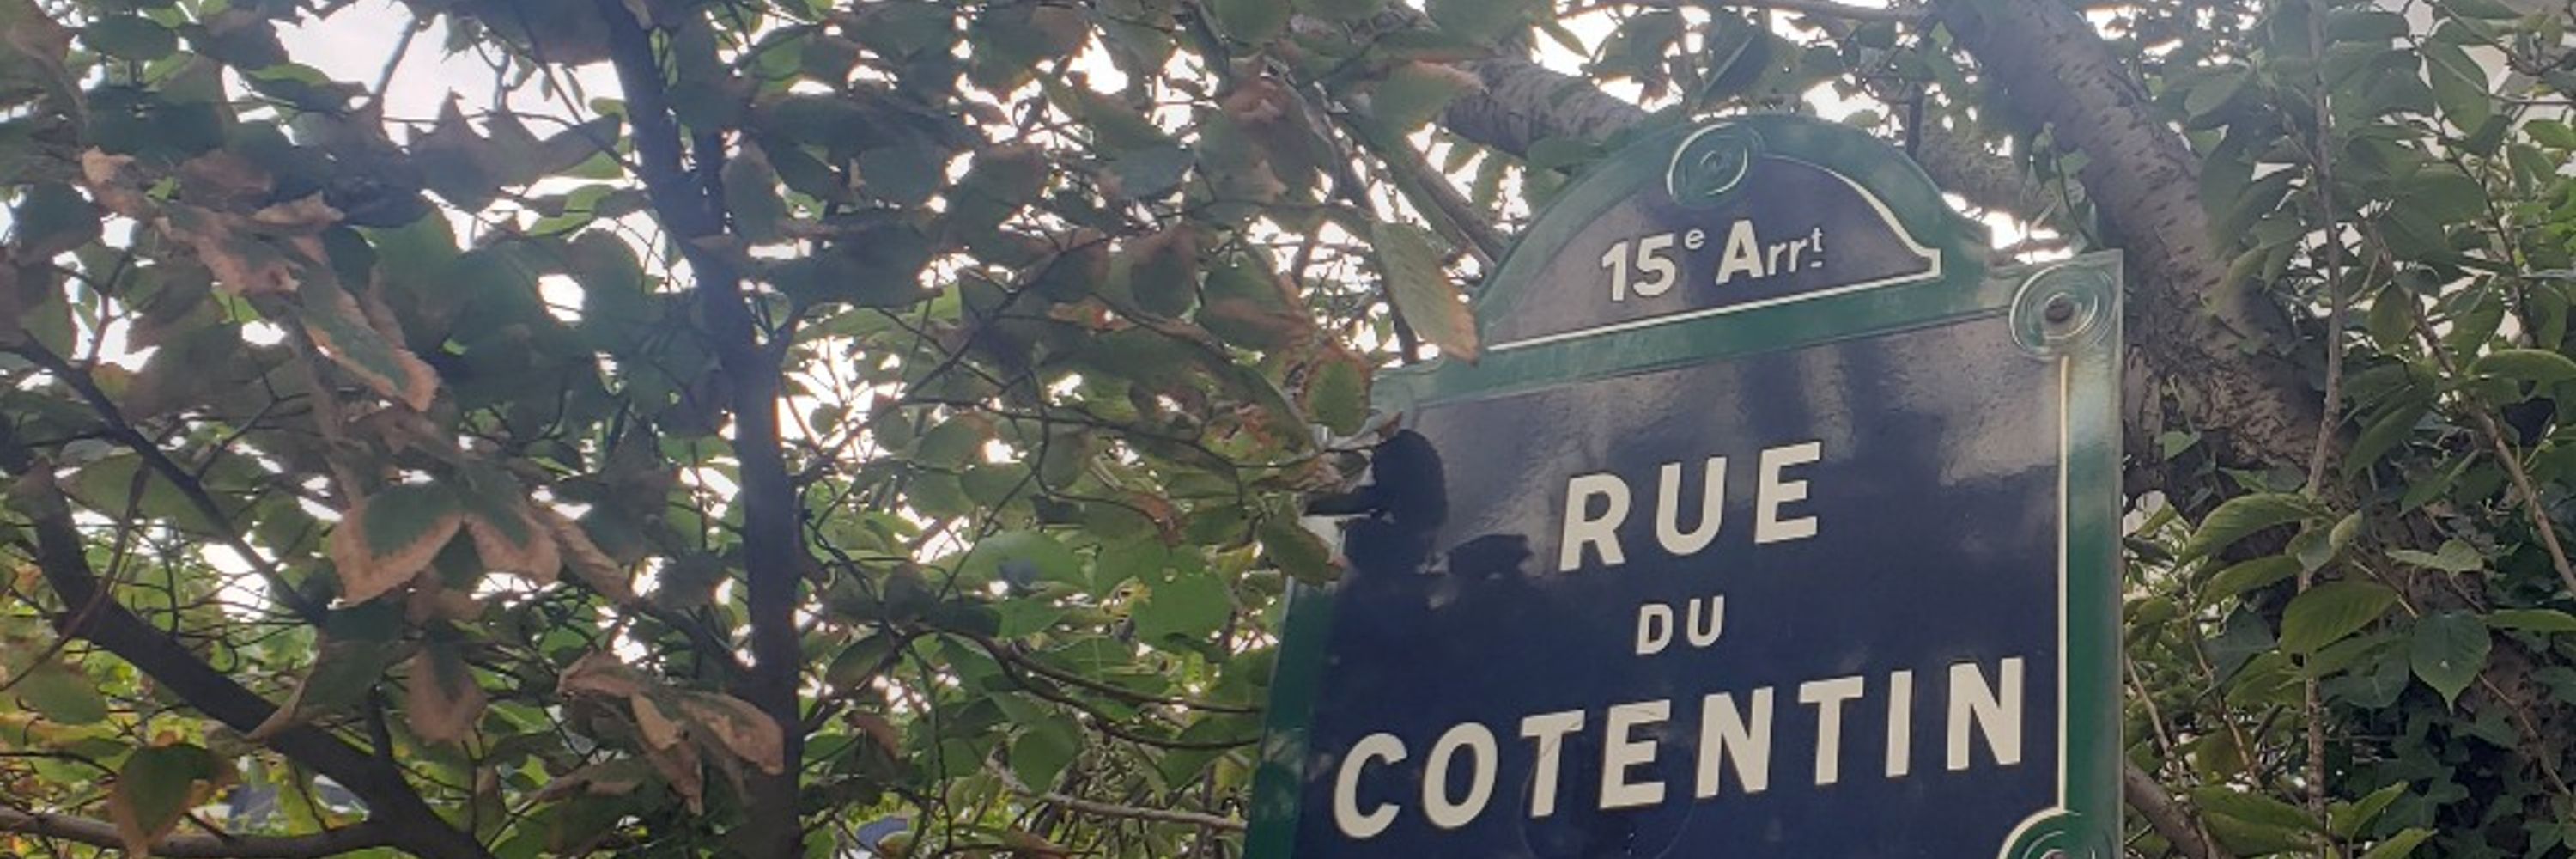 15e Arrt
RUE
DU
COTENTIN